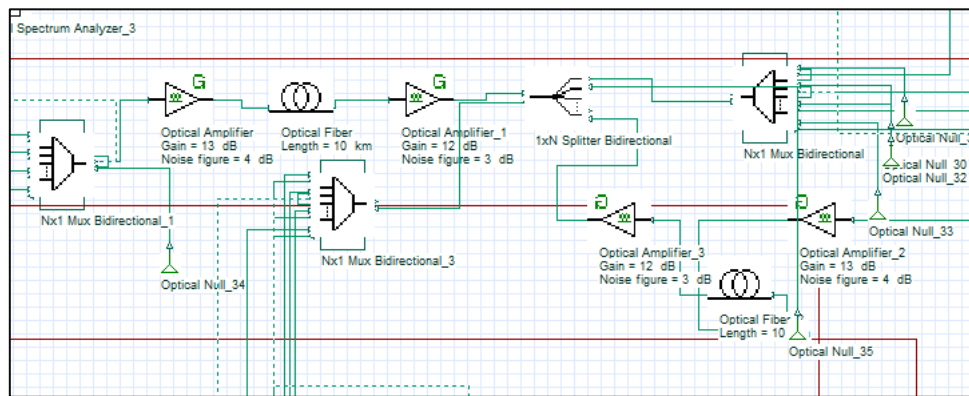 l Spectrum Analyzer_3
G
G
Optical Amplifier
Gain = 13 dB
Noise figure = 4 dB
Optical Fiber
Length = 10 km
Optical Amplifier_1
Gain = 12 dB
Noise figure = 3 dB
1xN Splitter Bidirectional
Nx1 Mux Bidirectional
Optical Null_
ical Null_30
Optical Null_32
Nx1 Mux Bidirectional_1
Nx1 Mux Bidirectional_3
Optical Null_34
G
G
Optical Null_33
Optical Amplifier_3
Gain = 12 dB
Noise figure = 3 dB
Optical Amplifier_2
Gain = 13 dB
Noise figure = 4 dB
Optical Fiber
Length = 10
Optical Null_35